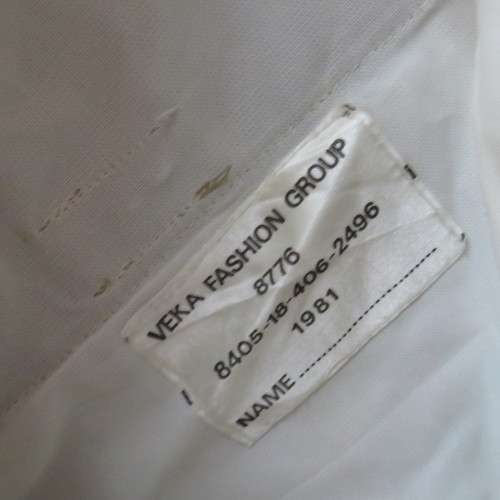 VEKA FASHION GROUP
8776
8405-18-406-2496
1981
NAME ------------